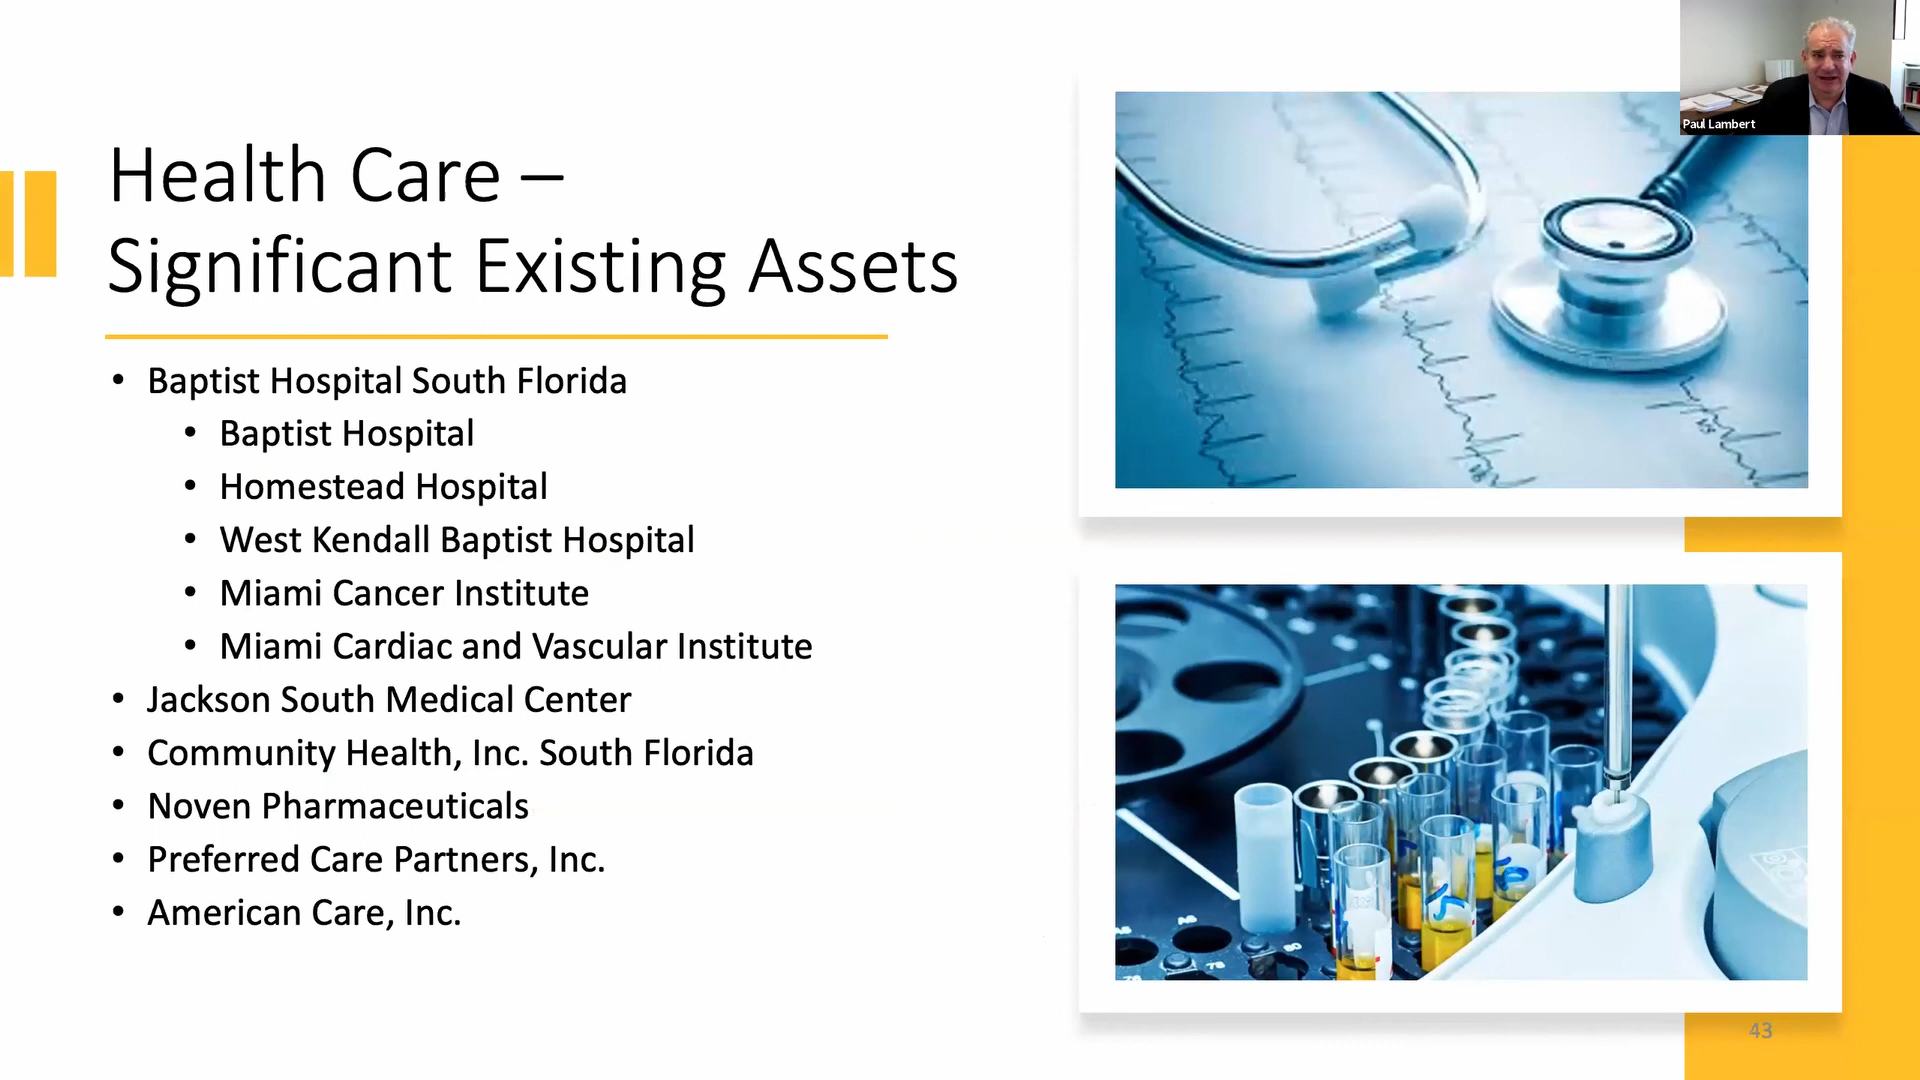 Paul Lambert
Health Care –
Significant Existing Assets
• Baptist Hospital South Florida
• Baptist Hospital
• Homestead Hospital
• West Kendall Baptist Hospital
• Miami Cancer Institute
• Miami Cardiac and Vascular Institute
• Jackson South Medical Center
• Community Health, Inc. South Florida
• Noven Pharmaceuticals
• Preferred Care Partners, Inc.
• American Care, Inc.
43